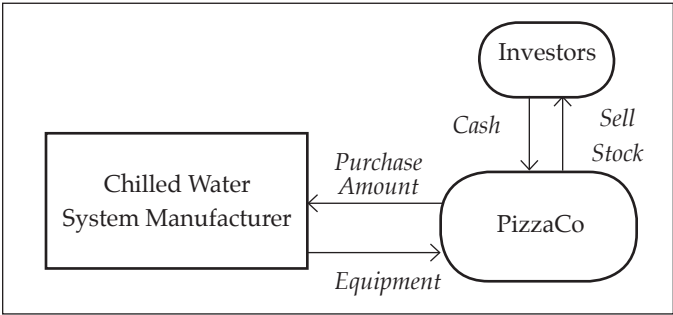 Investors
Cash
Sell
Stock
Purchase
Amount
Chilled Water
System Manufacturer
PizzaCo
Equipment